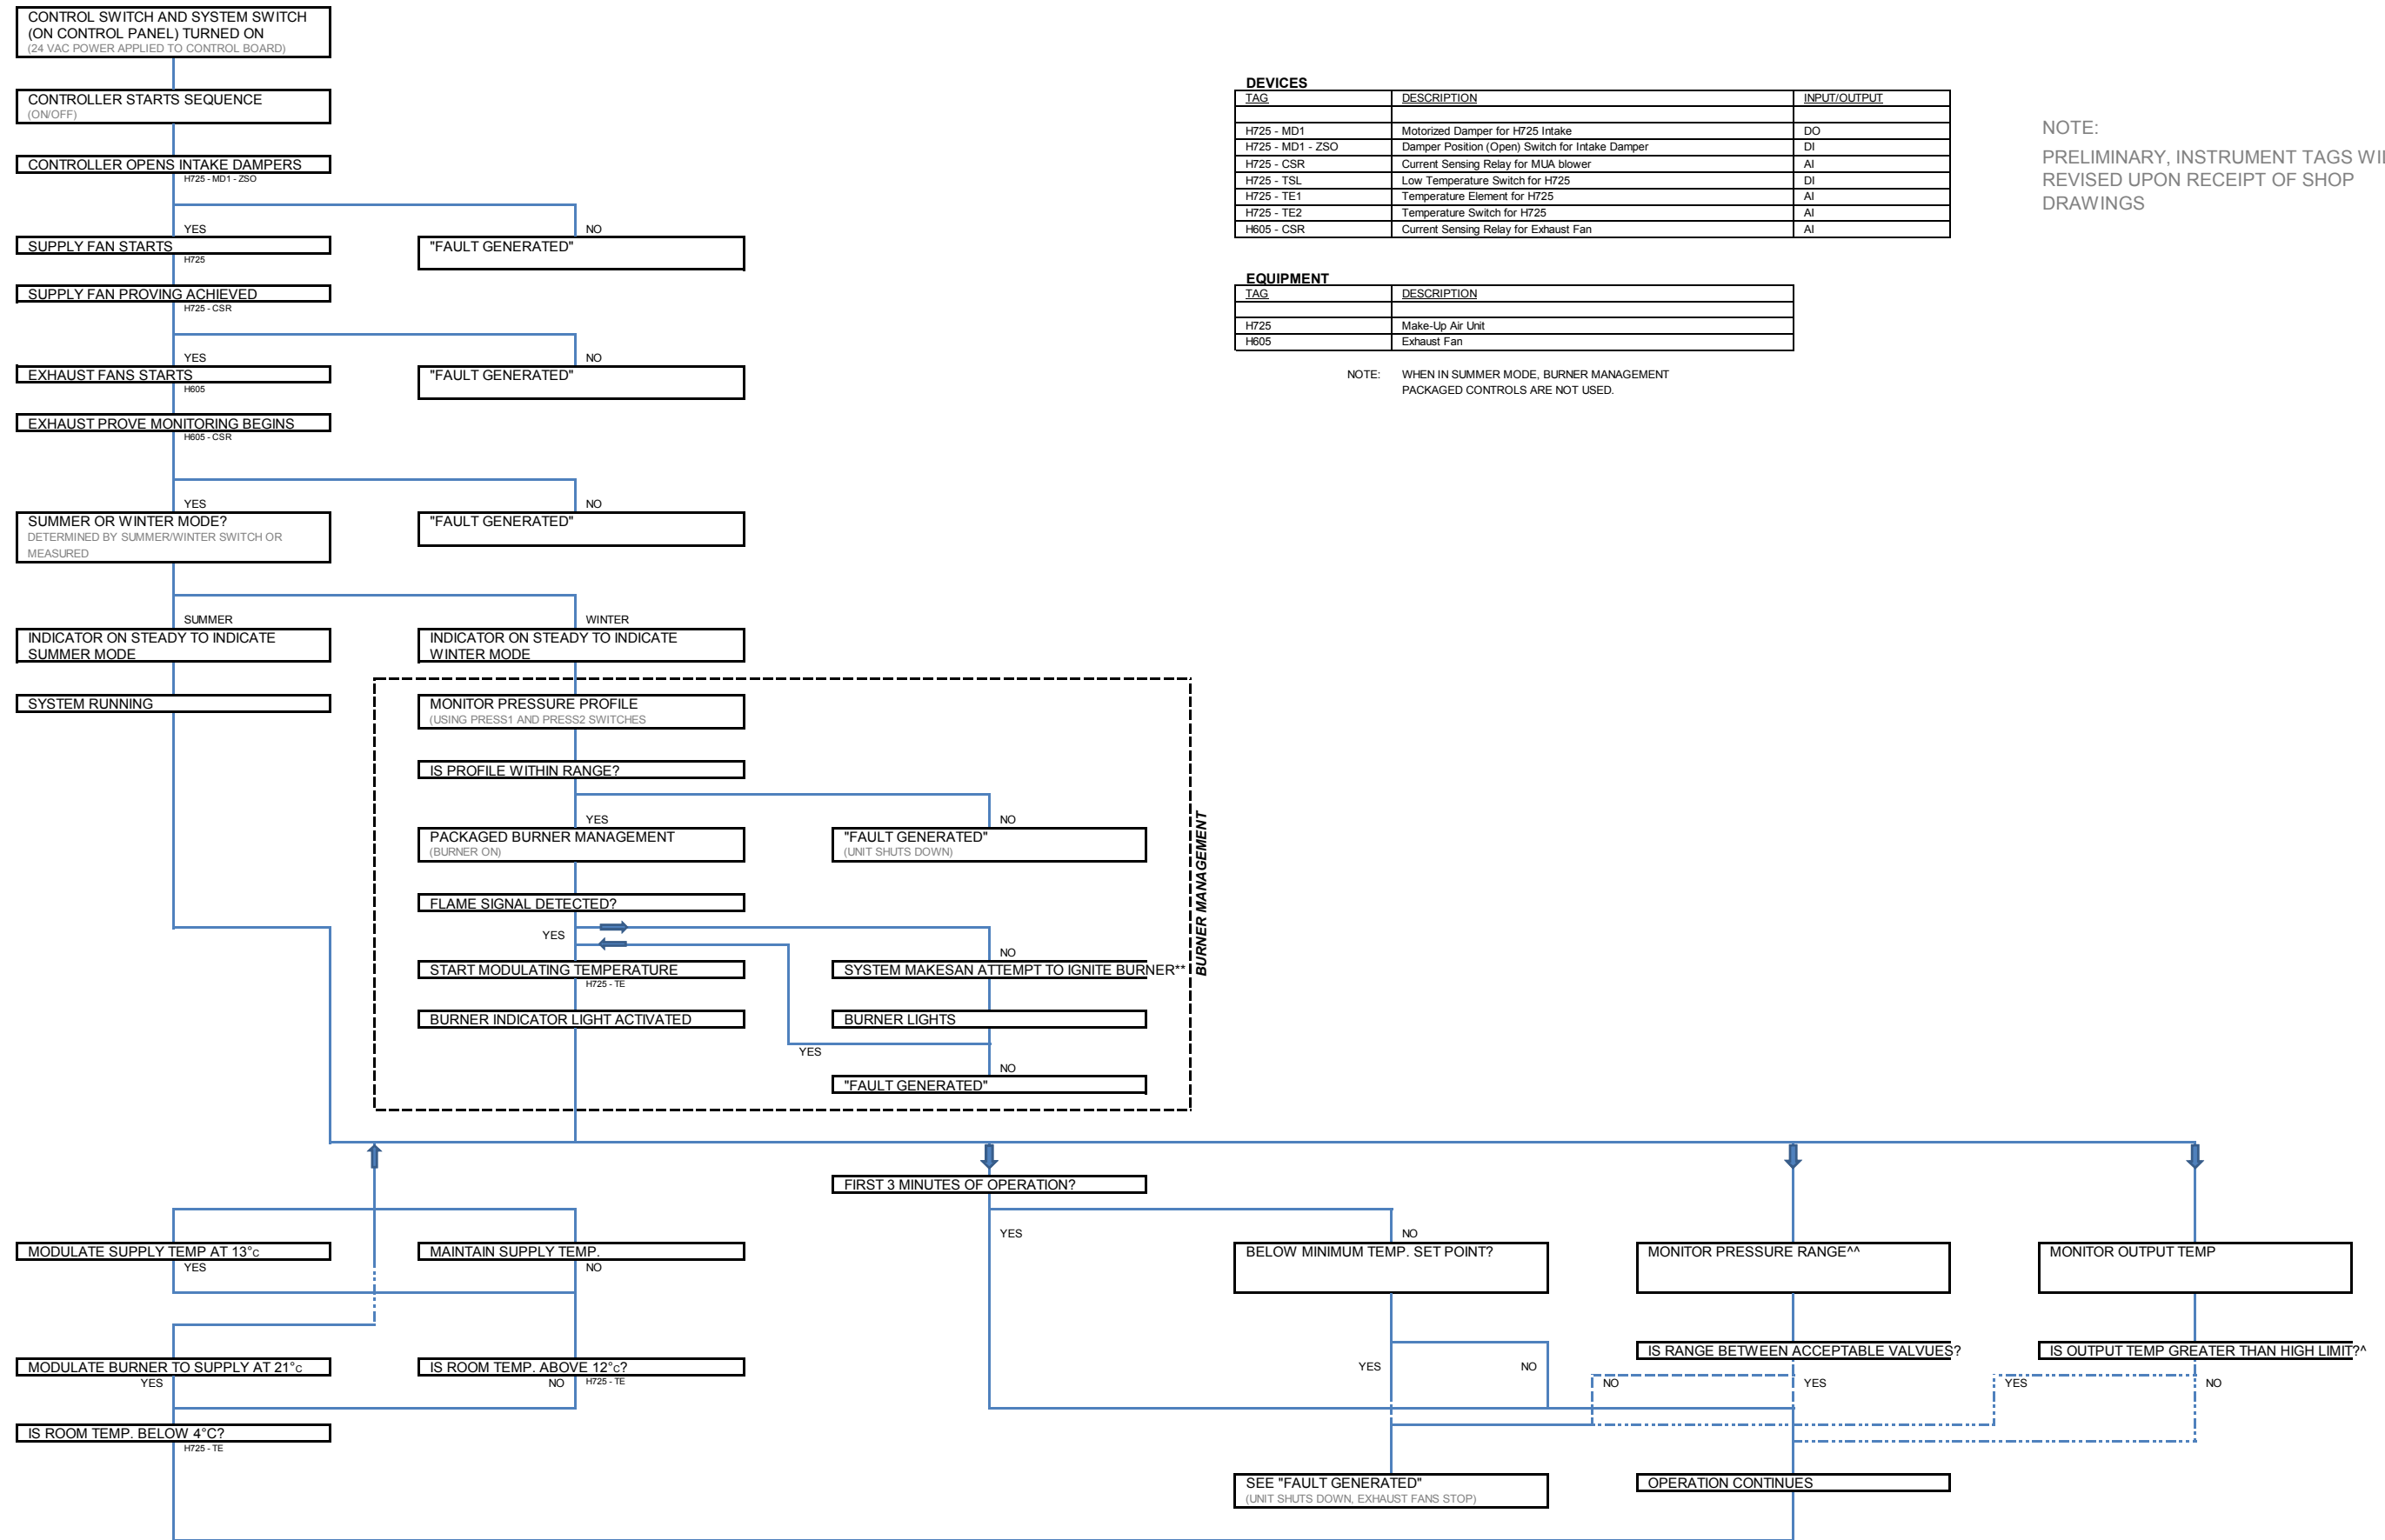 CONTROL SWITCH AND SYSTEM SWITCH
(ON CONTROL PANEL) TURNED ON
(24 VAC POWER APPLIED TO CONTROL BOARD)
CONTROLLER STARTS SEQUENCE
(ON/OFF)
CONTROLLER OPENS INTAKE DAMPERS
H725 - MD1 - ZSO
YES
NO
SUPPLY FAN STARTS
H725
"FAULT GENERATED"
SUPPLY FAN PROVING ACHIEVED
H725 - CSR
YES
NO
EXHAUST FANS STARTS
H605
"FAULT GENERATED"
EXHAUST PROVE MONITORING BEGINS
H605 - CSR
YES
NO
SUMMER OR WINTER MODE?
DETERMINED BY SUMMER/WINTER SWITCH OR
MEASURED
"FAULT GENERATED"
DEVICES
TAG DESCRIPTION INPUT/OUTPUT
H725 - MD1 Motorized Damper for H725 Intake DO
H725 - MD1 - ZSO Damper Position (Open) Switch for Intake Damper DI
H725 - CSR Current Sensing Relay for MUA blower AI
H725 - TSL Low Temperature Switch for H725 DI
H725 - TE1 Temperature Element for H725 AI
H725 - TE2 Temperature Switch for H725 AI
H605 - CSR Current Sensing Relay for Exhaust Fan AI
EQUIPMENT
TAG DESCRIPTION
H725 Make-Up Air Unit
H605 Exhaust Fan
NOTE: WHEN IN SUMMER MODE, BURNER MANAGEMENT
PACKAGED CONTROLS ARE NOT USED.
NOTE:
PRELIMINARY, INSTRUMENT TAGS WI
REVISED UPON RECEIPT OF SHOP
DRAWINGS
SUMMER
WINTER
INDICATOR ON STEADY TO INDICATE
SUMMER MODE
INDICATOR ON STEADY TO INDICATE
WINTER MODE
SYSTEM RUNNING
MONITOR PRESSURE PROFILE
(USING PRESS1 AND PRESS2 SWITCHES
IS PROFILE WITHIN RANGE?
YES
NO
PACKAGED BURNER MANAGEMENT
(BURNER ON)
"FAULT GENERATED"
(UNIT SHUTS DOWN)
BURNER MANAGEMENT
FLAME SIGNAL DETECTED?
YES
NO
START MODULATING TEMPERATURE
H725 - TE
SYSTEM MAKESAN ATTEMPT TO IGNITE BURNER**
BURNER INDICATOR LIGHT ACTIVATED
BURNER LIGHTS
YES
NO
"FAULT GENERATED"
FIRST 3 MINUTES OF OPERATION?
YES
NO
MODULATE SUPPLY TEMP AT 13°C
YES
MAINTAIN SUPPLY TEMP.
NO
BELOW MINIMUM TEMP. SET POINT?
MONITOR PRESSURE RANGE^^
MONITOR OUTPUT TEMP
MODULATE BURNER TO SUPPLY AT 21°C
YES
IS ROOM TEMP. ABOVE 12°C?
NO
H725 - TE
YES
NO
IS RANGE BETWEEN ACCEPTABLE VALVUES?
NO
YES
IS OUTPUT TEMP GREATER THAN HIGH LIMIT?^
YES
NO
IS ROOM TEMP. BELOW 4°C?
H725 - TE
SEE "FAULT GENERATED"
(UNIT SHUTS DOWN, EXHAUST FANS STOP)
OPERATION CONTINUES